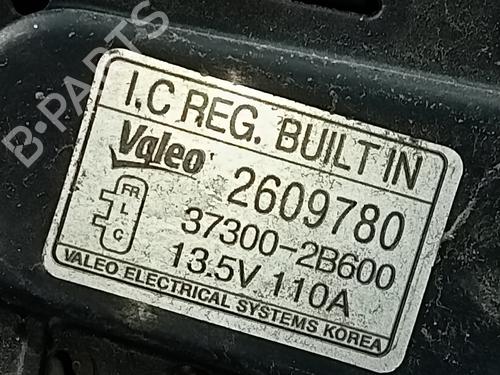 I.C REG. BUILT IN
Valeo
2609780
FR
L
C
37300-2B600
13.5V 110A
VALEO ELECTRICAL SYSTEMS KOREA
B-PARTS